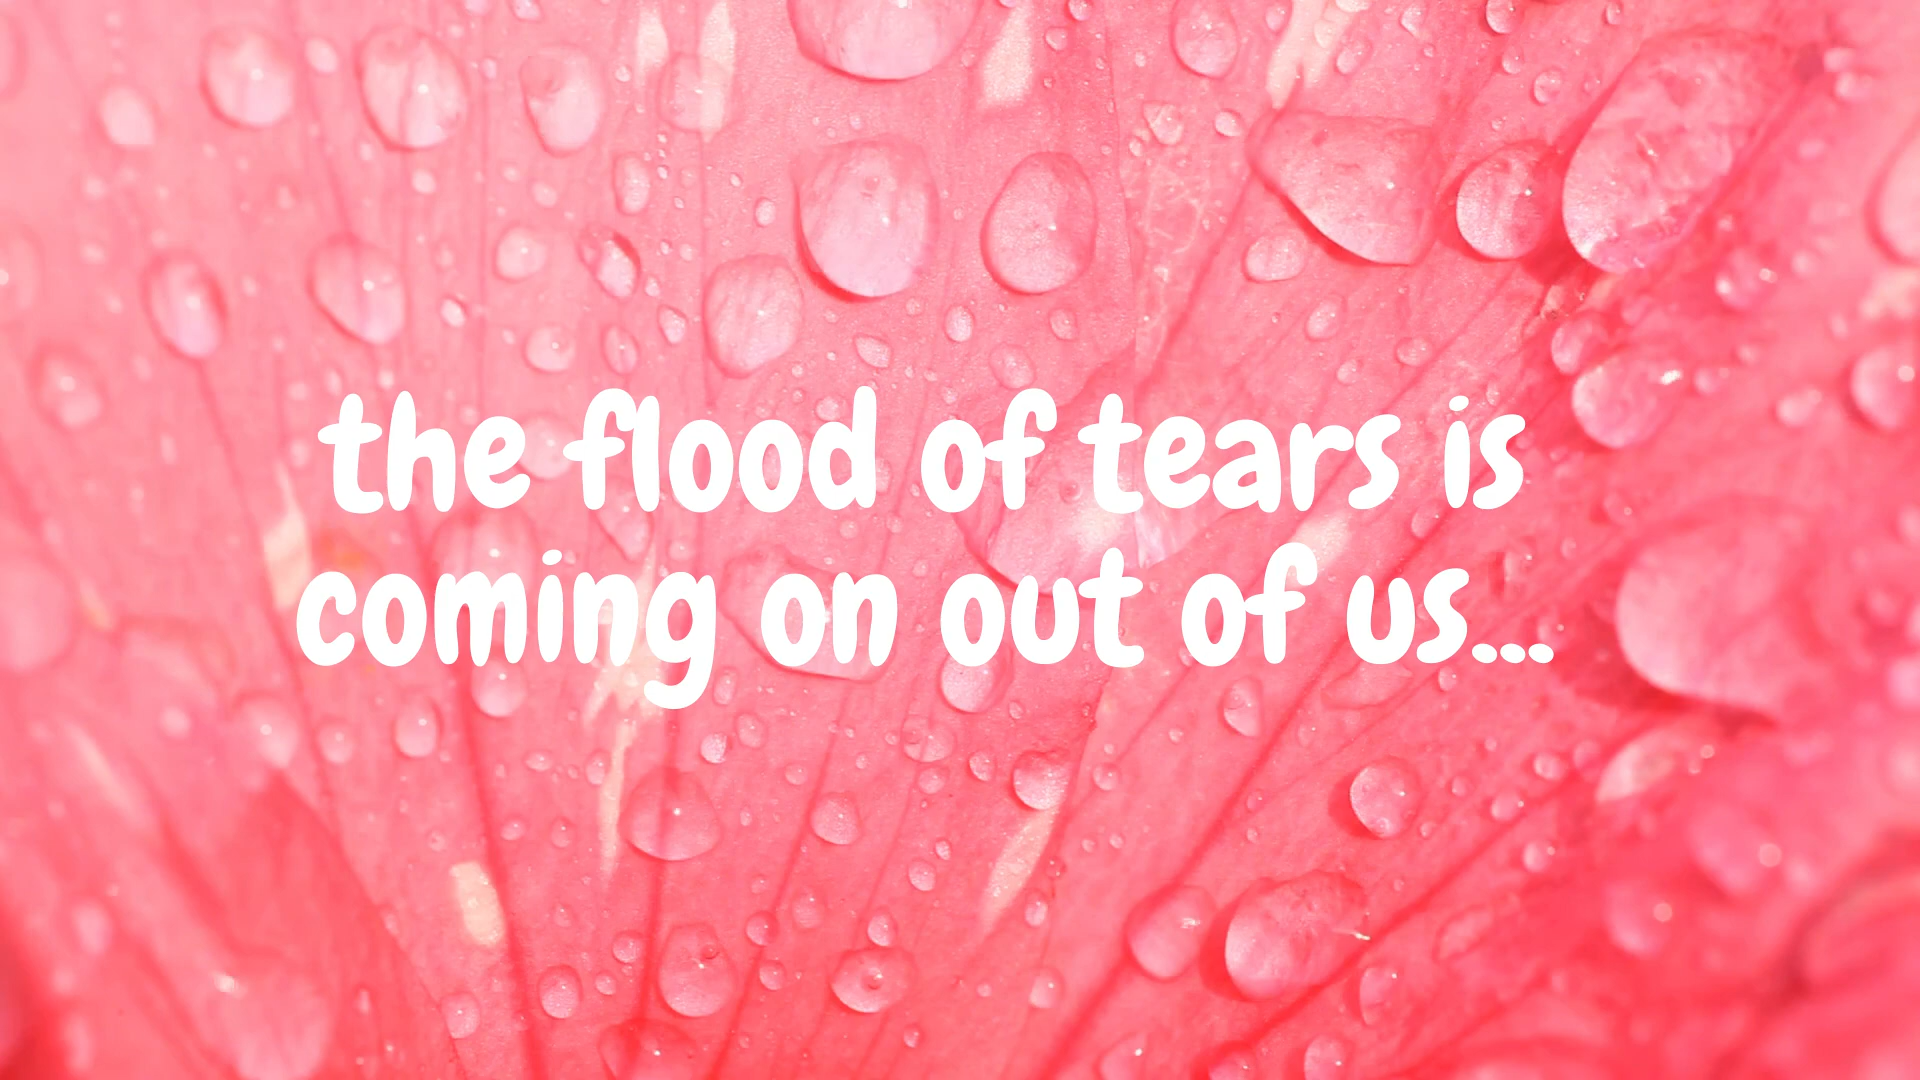 the flood of tears is
coming on out of us...